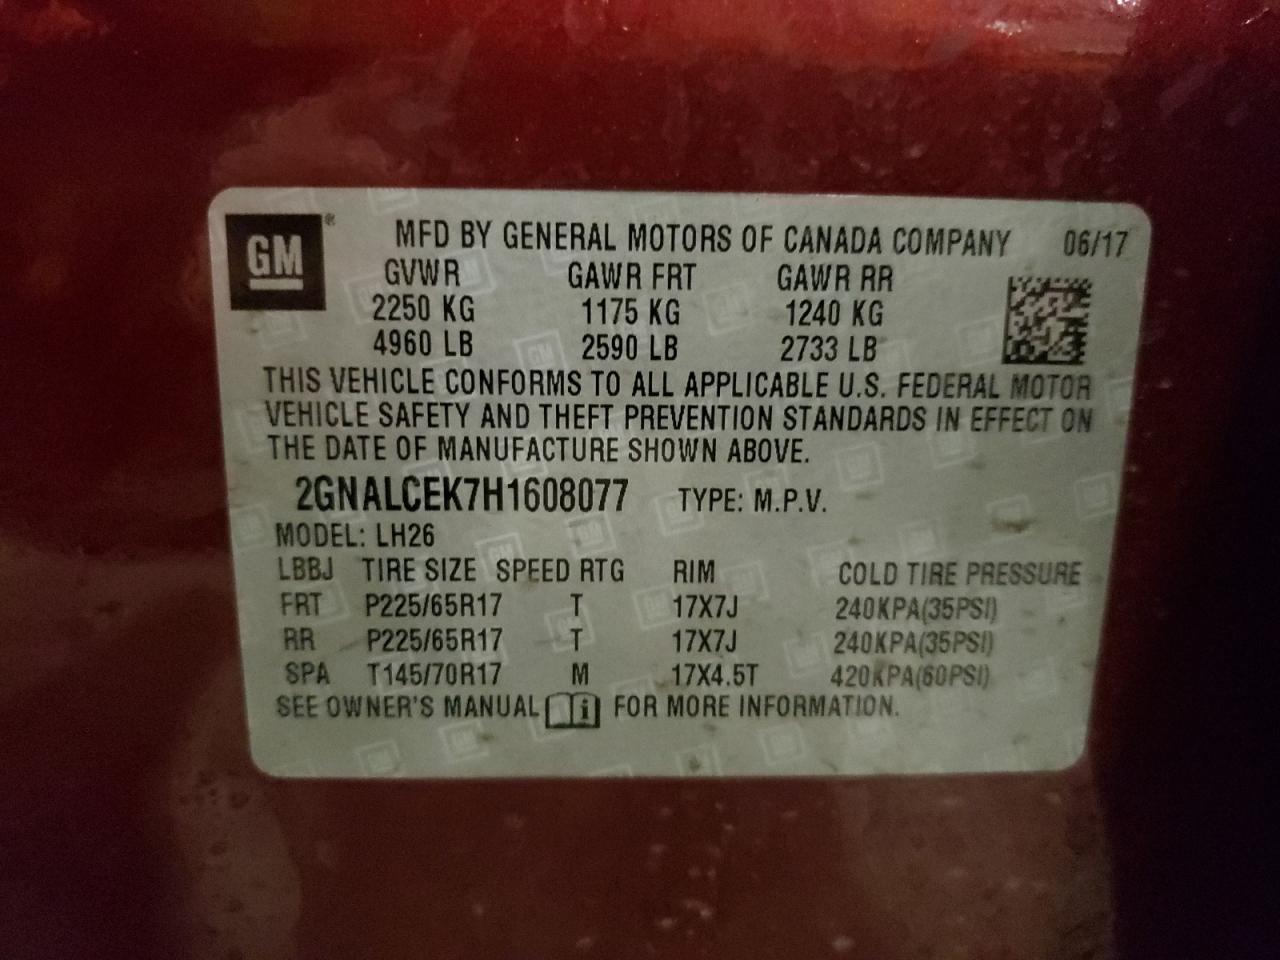 GM® MFD BY GENERAL MOTORS OF CANADA COMPANY 06/17
GVWR GAWR FRT GAWR RR
2250 KG 1175 KG 1240 KG
4960 LB 2590 LB 2733 LB
THIS VEHICLE CONFORMS TO ALL APPLICABLE U.S. FEDERAL MOTOR
VEHICLE SAFETY AND THEFT PREVENTION STANDARDS IN EFFECT ON
THE DATE OF MANUFACTURE SHOWN ABOVE.
2GNALCEK7H1608077 TYPE: M.P.V.
MODEL: LH26
LBBJ TIRE SIZE SPEED RTG RIM COLD TIRE PRESSURE
FRT P225/65R17 T 17X7J 240KPA(35PSI)
RR P225/65R17 T 17X7J 240KPA(35PSI)
SPA T145/70R17 M 17X4.5T 420KPA(60PSI)
SEE OWNER'S MANUAL i FOR MORE INFORMATION.